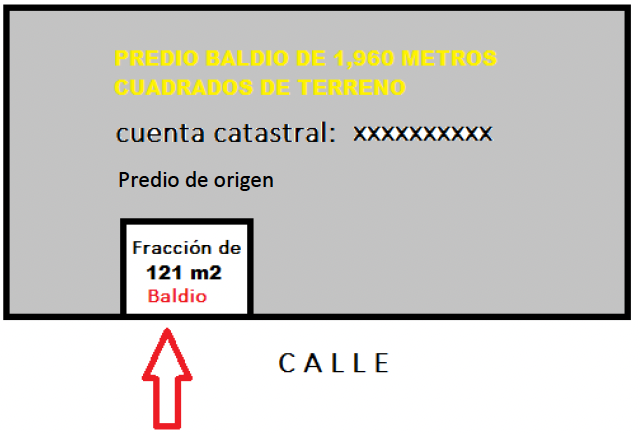 PREDIO BALDIO DE 1,960 METROS
CUADRADOS DE TERRENO
cuenta catastral: xxxxxxxxxx
Predio de origen
Fracción de
121 m2
Baldio
CALLE